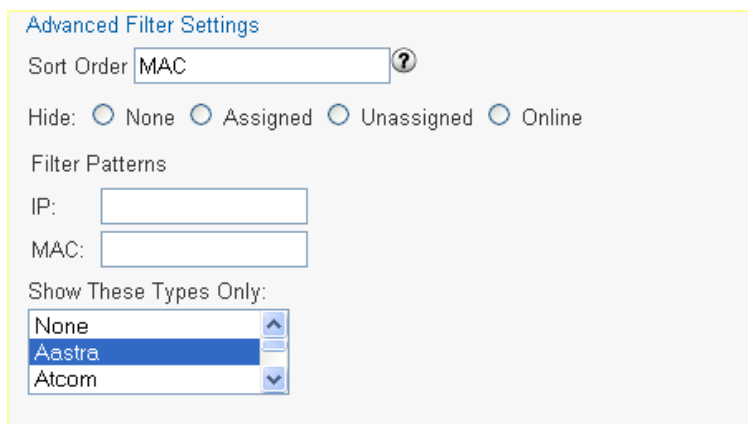 Advanced Filter Settings
Sort Order MAC ?
Hide: None Assigned Unassigned Online
Filter Patterns
IP:
MAC:
Show These Types Only:
None
Aastra
Atcom